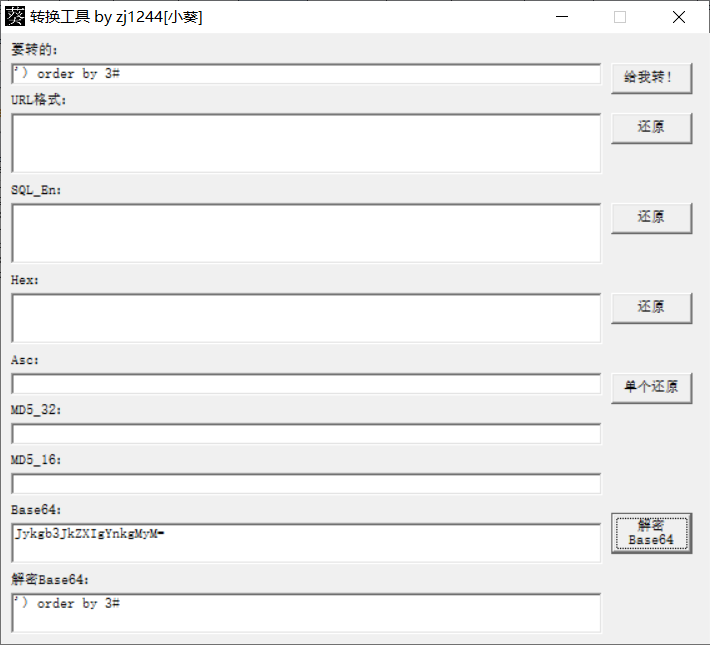 葵 转换工具 by zj1244[小葵]
要转的:
') order by 3#
给我转!
URL格式:
还原
SQL_En:
还原
Hex:
还原
Asc:
单个还原
MD5_32:
MD5_16:
Base64:
Jykgb3JkZXIgYnkgMyM=
解密
Base64
解密Base64:
') order by 3#